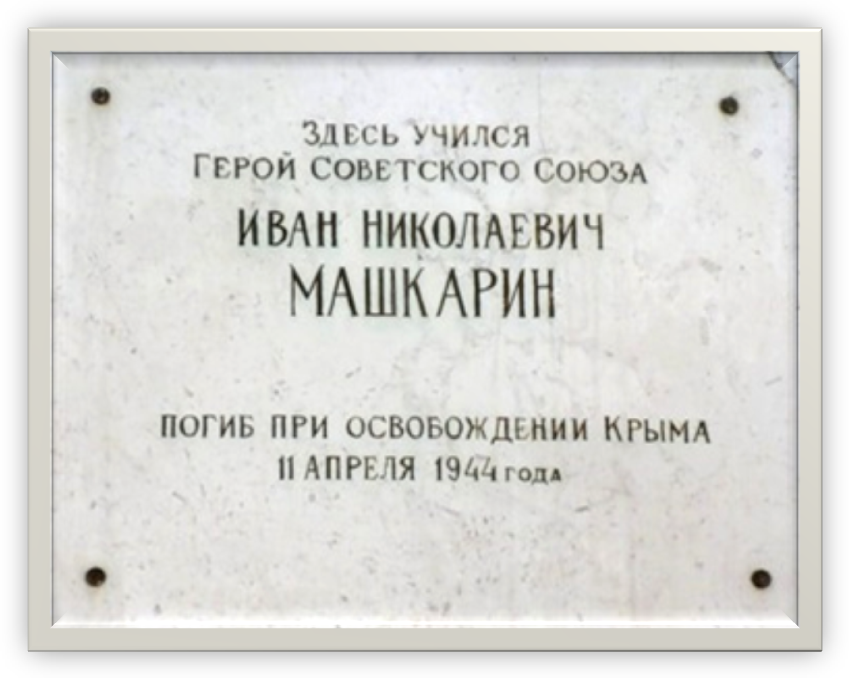 Здесь учился
Герой Советского Союза
Иван Николаевич
Машкарин
погиб при освобождении Крыма
11 апреля 1944 года